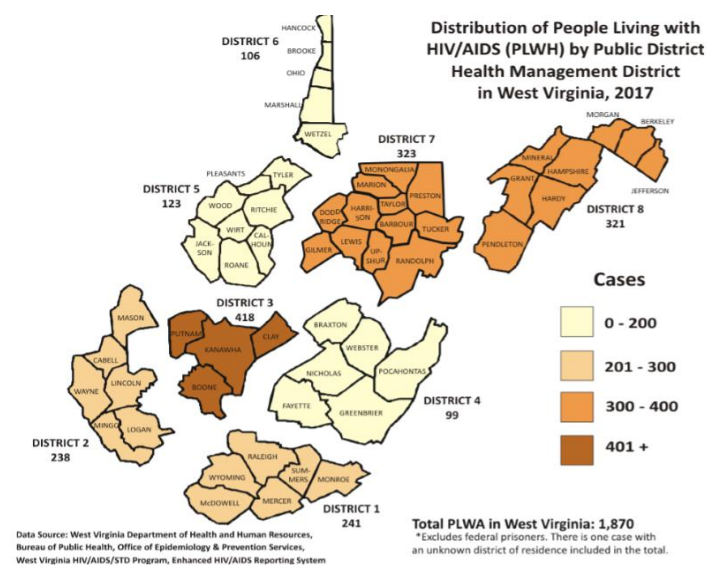 Distribution of People Living with
HIV/AIDS (PLWH) by Public District
Health Management District
in West Virginia, 2017
HANCOCK
DISTRICT 6
106
BROOKE
OHIO
MARSHALL
WETZEL
DISTRICT 7
323
MONONGALIA
MARION
PRESTON
DODD
RIDGE
HARRI-
SON
TAYLOR
BARBOUR
TUCKER
GILMER
LEWIS
UP-
SHUR
RANDOLPH
MORGAN
BERKELEY
MINERAL
HAMPSHIRE
GRANT
HARDY
JEFFERSON
PENDLETON
DISTRICT 8
321
PLEASANTS
TYLER
DISTRICT 5
123
WOOD
RITCHIE
WIRT
CAL-
HOUN
JACK-
SON
ROANE
Cases
0 - 200
201 - 300
300 - 400
401 +
DISTRICT 3
418
PUTNAM
CLAY
KANAWHA
BOONE
MASON
CABELL
WAYNE
LINCOLN
MINGO
LOGAN
DISTRICT 2
238
BRAXTON
WEBSTER
NICHOLAS
POCAHONTAS
FAYETTE
GREENBRIER
DISTRICT 4
99
RALEIGH
SUM-
MERS
WYOMING
MONROE
McDOWELL
MERCER
DISTRICT 1
241
Total PLWA in West Virginia: 1,870
*Excludes federal prisoners. There is one case with
an unknown district of residence included in the total.
Data Source: West Virginia Department of Health and Human Resources,
Bureau of Public Health, Office of Epidemiology & Prevention Services,
West Virginia HIV/AIDS/STD Program, Enhanced HIV/AIDS Reporting System